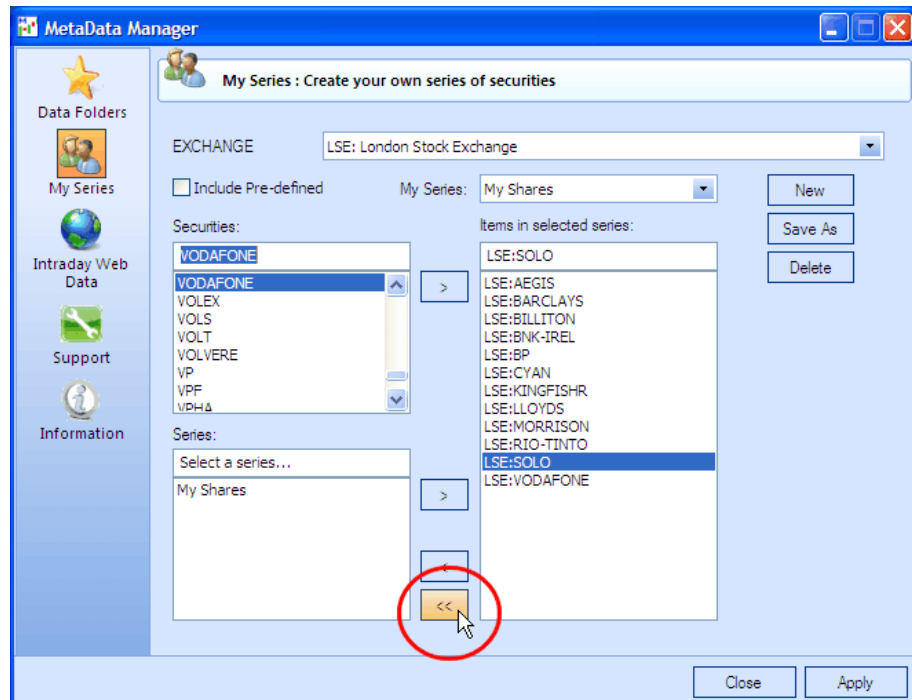 MetaData Manager
My Series : Create your own series of securities
Data Folders
My Series
Intraday Web
Data
Support
Information
EXCHANGE
LSE: London Stock Exchange
Include Pre-defined
My Series:
My Shares
New
Save As
Delete
Securities:
VODAFONE
VODAFONE
VOLEX
VOLS
VOLT
VOLVERE
VP
VPF
VPHA
>
Series:
Select a series...
My Shares
>
<
<<
Items in selected series:
LSE:SOLO
LSE:AEGIS
LSE:BARCLAYS
LSE:BILLITON
LSE:BNK-IREL
LSE:BP
LSE:CYAN
LSE:KINGFISHR
LSE:LLOYDS
LSE:MORRISON
LSE:RIO-TINTO
LSE:SOLO
LSE:VODAFONE
Close
Apply